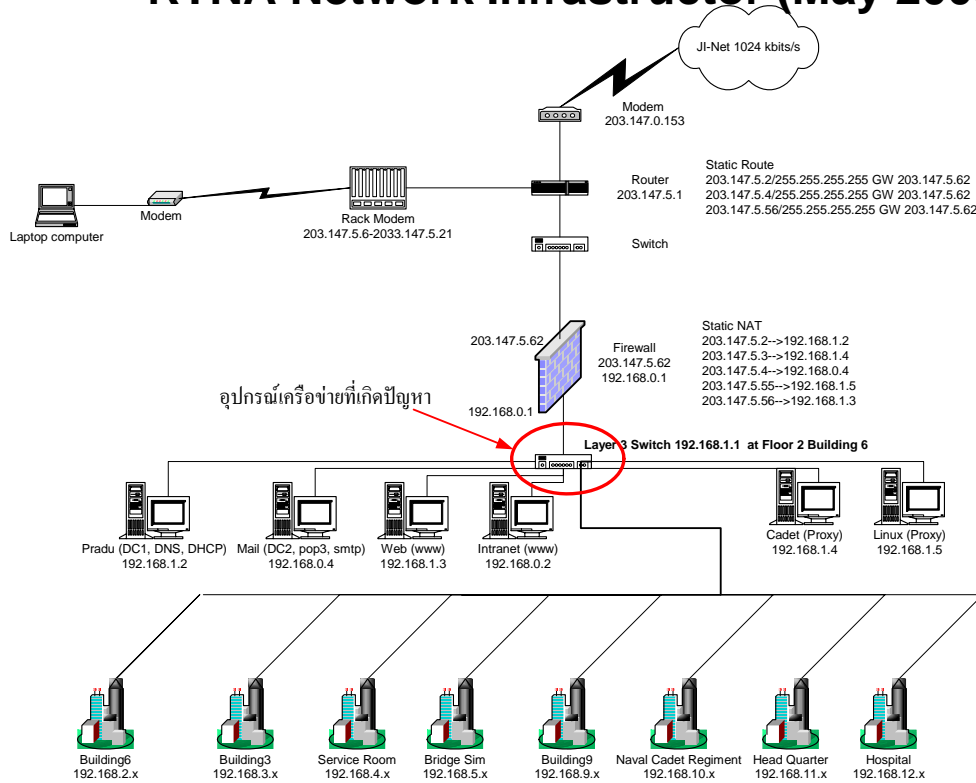 RTNA Network Infrastructor (May 200
JI-Net 1024 kbits/s
Modem
203.147.0.153
Router
203.147.5.1
Static Route
203.147.5.2/255.255.255.255 GW 203.147.5.62
203.147.5.4/255.255.255.255 GW 203.147.5.62
203.147.5.56/255.255.255.255 GW 203.147.5.62
Laptop computer
Modem
Rack Modem
203.147.5.6-2033.147.5.21
Switch
203.147.5.62
Firewall
203.147.5.62
192.168.0.1
Static NAT
203.147.5.2-->192.168.1.2
203.147.5.3-->192.168.1.4
203.147.5.4-->192.168.0.4
203.147.5.55-->192.168.1.5
203.147.5.56-->192.168.1.3
อุปกรณ์เครือข่ายที่เกิดปัญหา
192.168.0.1
Layer 3 Switch 192.168.1.1 at Floor 2 Building 6
Pradu (DC1, DNS, DHCP)
192.168.1.2
Mail (DC2, pop3, smtp)
192.168.0.4
Web (www)
192.168.1.3
Intranet (www)
192.168.0.2
Cadet (Proxy)
192.168.1.4
Linux (Proxy)
192.168.1.5
Building6
192.168.2.x
Building3
192.168.3.x
Service Room
192.168.4.x
Bridge Sim
192.168.5.x
Building9
192.168.9.x
Naval Cadet Regiment
192.168.10.x
Head Quarter
192.168.11.x
Hospital
192.168.12.x